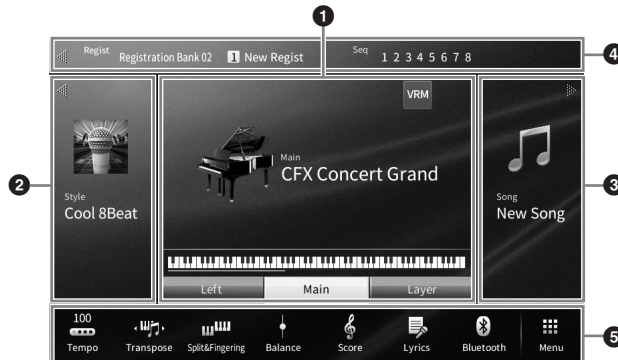 1
Regist Registration Bank 02 1 New Regist Seq 1 2 3 4 5 6 7 8
4
VRM
2
Style
Cool 8Beat
Main
CFX Concert Grand
Song
New Song
3
Left Main Layer
100
Tempo Transpose Split&Fingering Balance Score Lyrics Bluetooth Menu
5